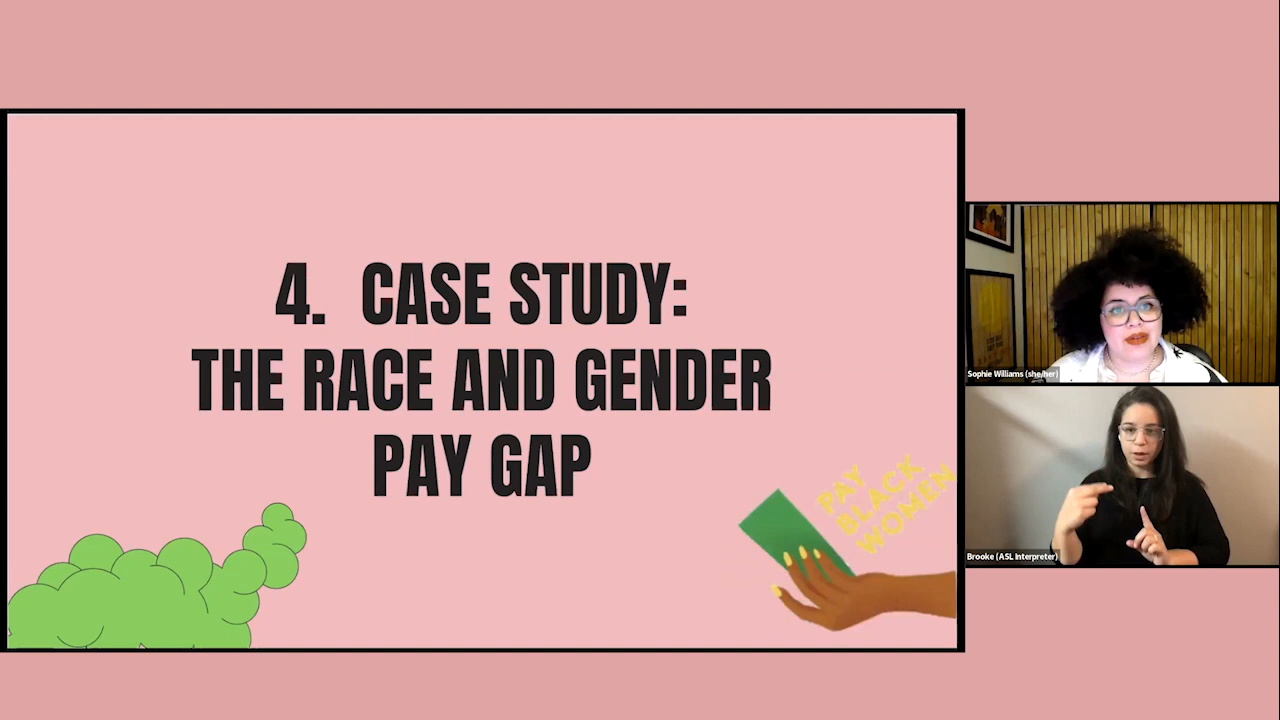 4. CASE STUDY:
THE RACE AND GENDER
PAY GAP
PAY
BLACK
WOMEN
Sophie Williams (she/her)
Brooke (ASL Interpreter)